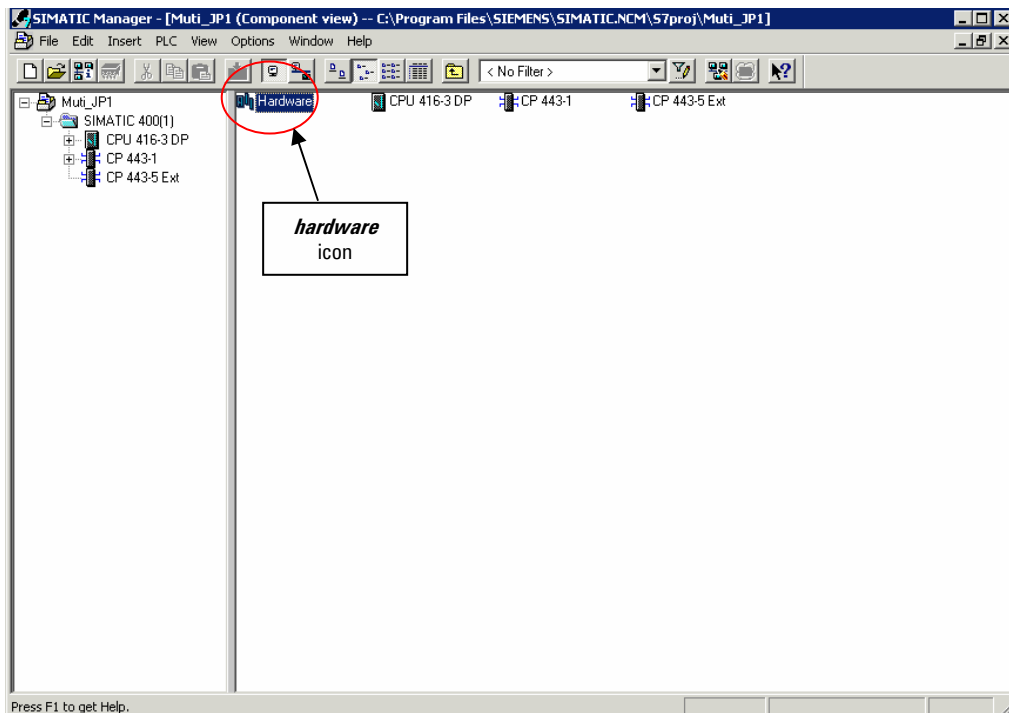 SIMATIC Manager - [Muti_JP1 (Component view) -- C:\Program Files\SIEMENS\SIMATIC.NCM\S7proj\Muti_JP1]
File Edit Insert PLC View Options Window Help
< No Filter >
Muti_JP1
SIMATIC 400(1)
CPU 416-3 DP
CP 443-1
CP 443-5 Ext
Hardware CPU 416-3 DP CP 443-1 CP 443-5 Ext
hardware
icon
Press F1 to get Help.